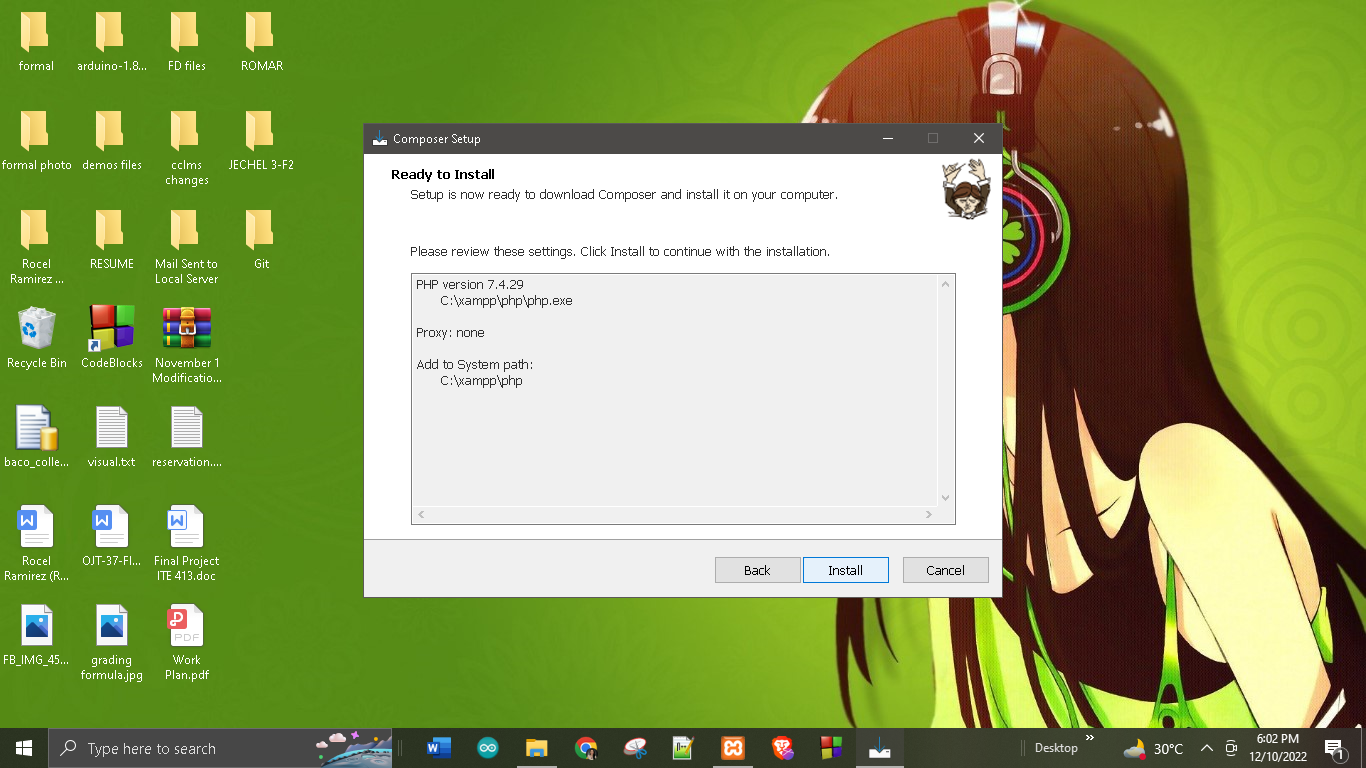 formal
arduino-1.8...
FD files
ROMAR
formal photo
demos files
cclms
changes
JECHEL 3-F2
Rocel
Ramirez ...
RESUME
Mail Sent to
Local Server
Git
Recycle Bin
CodeBlocks
November 1
Modificatio...
baco_colle...
visual.txt
reservation....
Rocel
Ramirez (R...
OJT-37-FI...
Final Project
ITE 413.doc
FB_IMG_45...
grading
formula.jpg
PDF
Work
Plan.pdf
Composer Setup
Ready to Install
Setup is now ready to download Composer and install it on your computer.
Please review these settings. Click Install to continue with the installation.
PHP version 7.4.29
C:\xampp\php\php.exe
Proxy: none
Add to System path:
C:\xampp\php
Back
Install
Cancel
Type here to search
Desktop
30°C
6:02 PM
12/10/2022
1